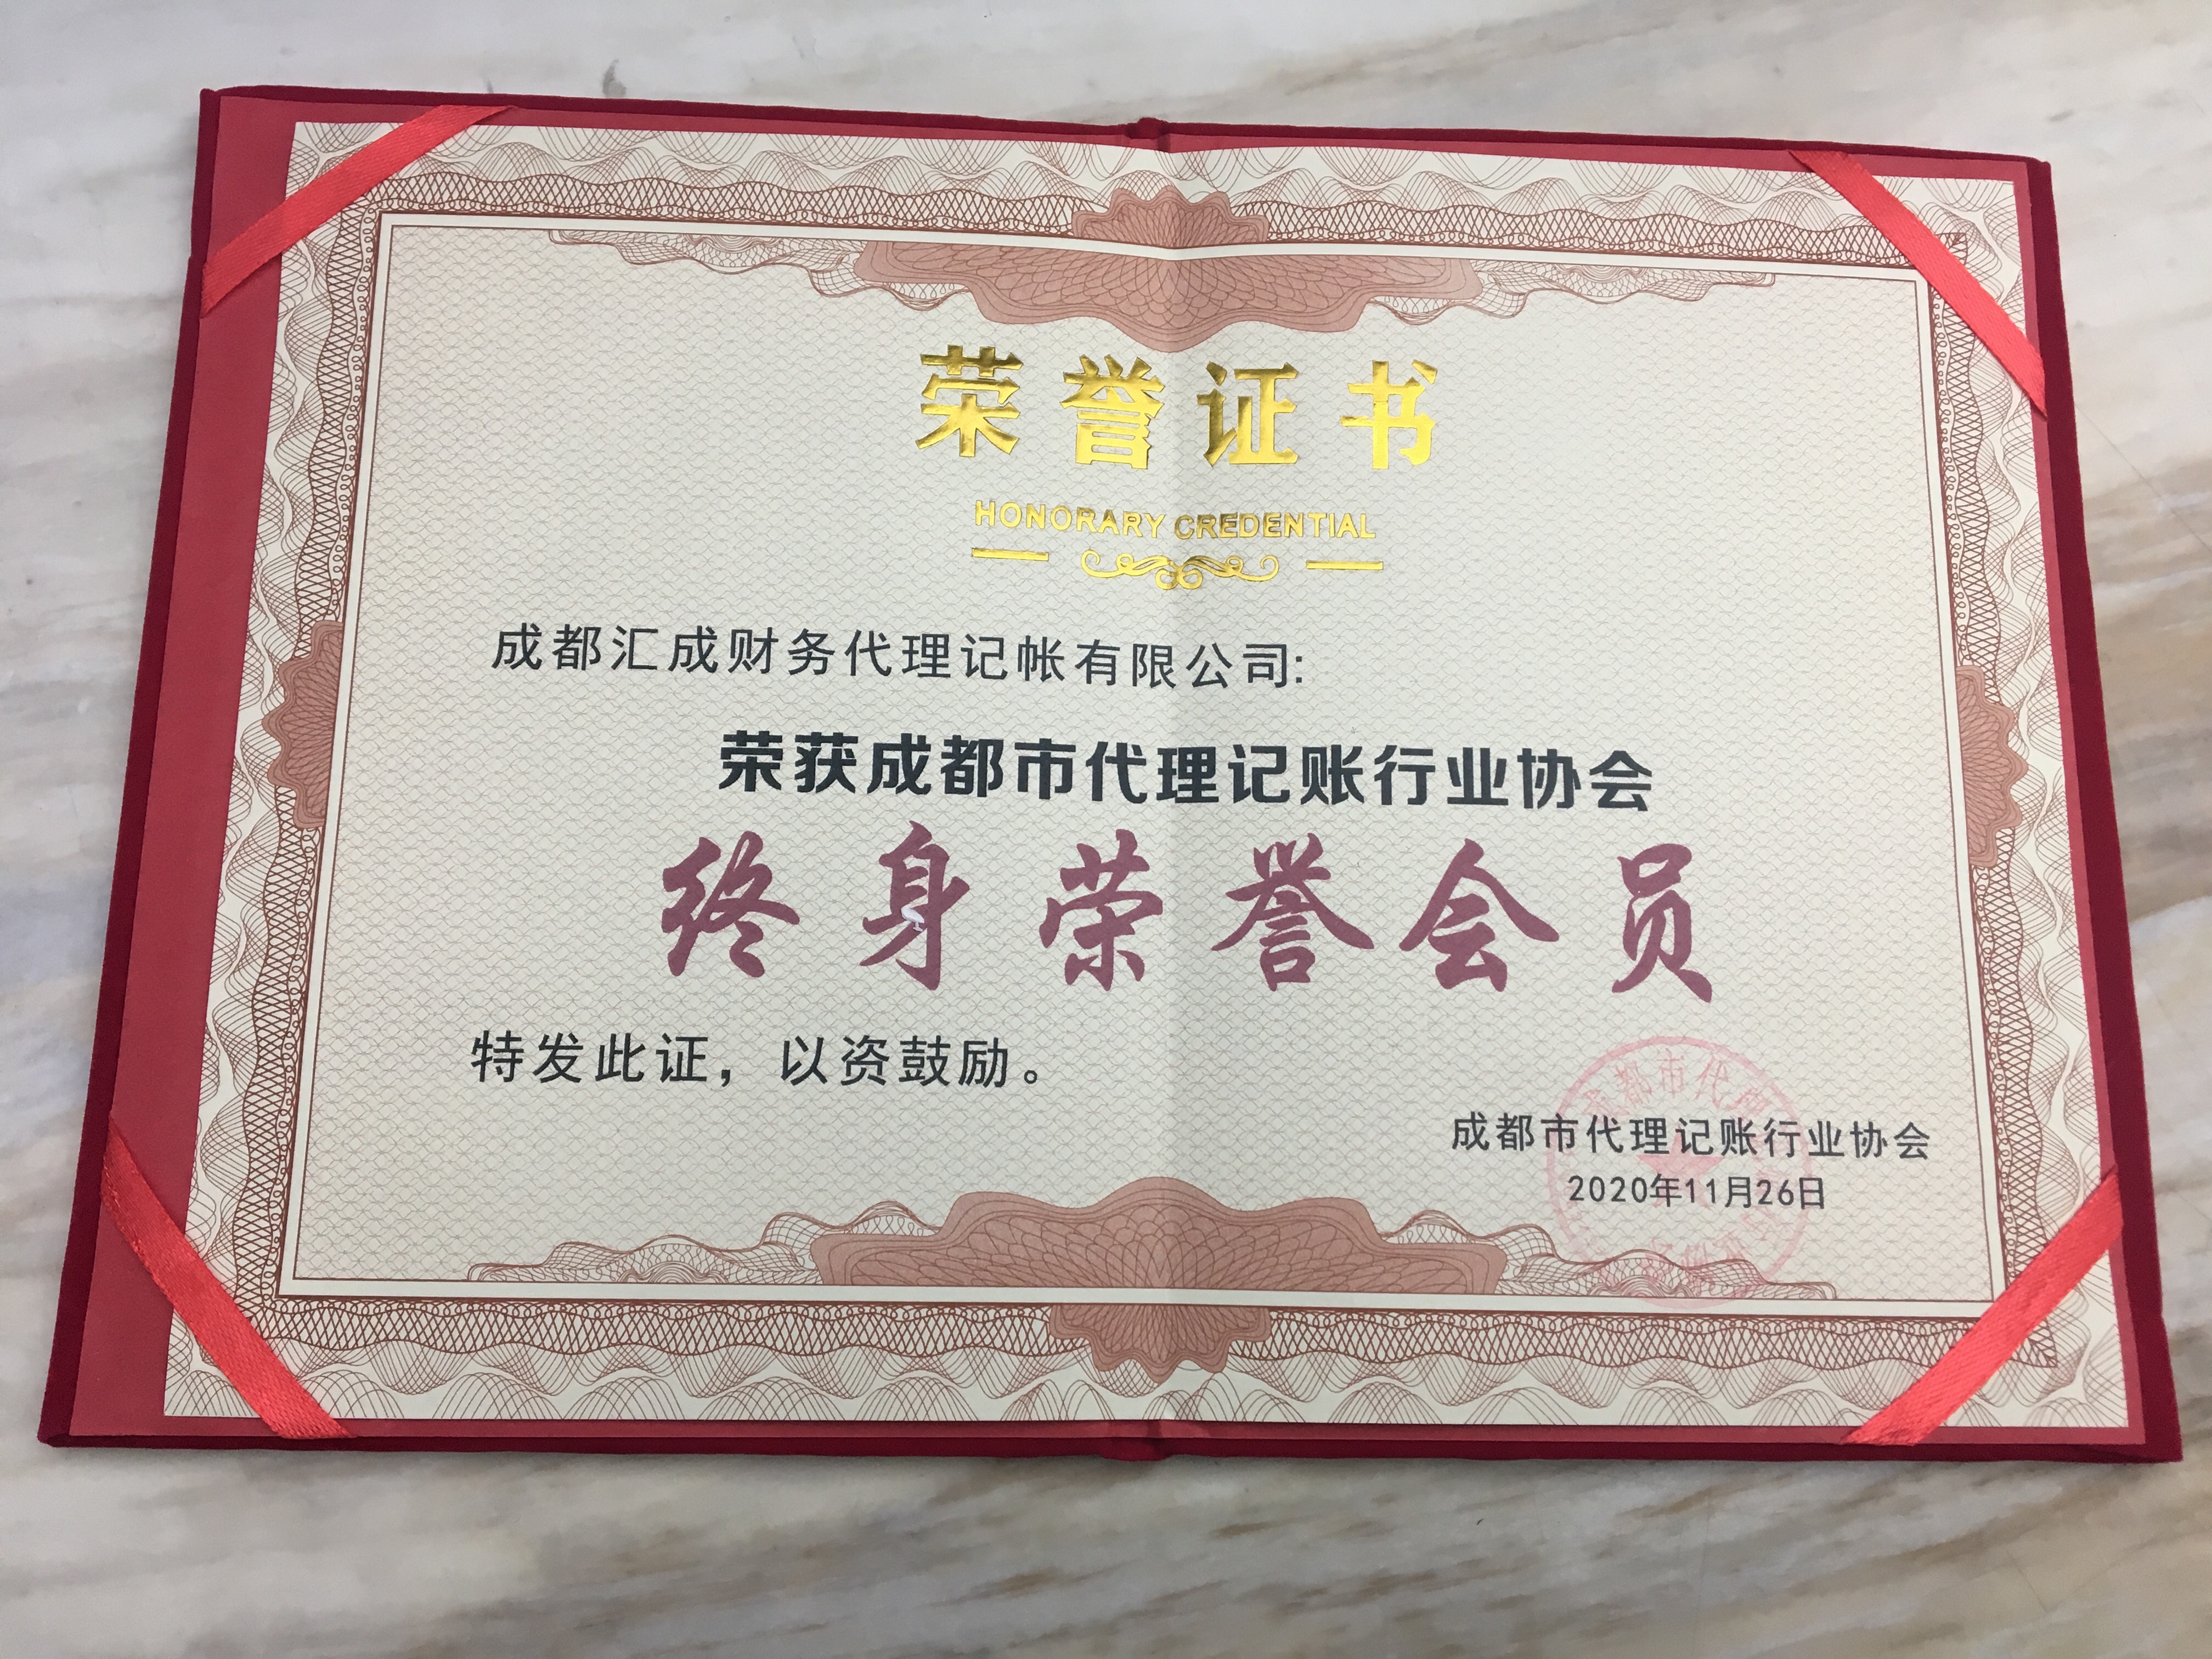 荣誉证书
HONORARY CREDENTIAL
成都汇成财务代理记帐有限公司:
荣获成都市代理记账行业协会
终身荣誉会员
特发此证，以资鼓励。
成都市代理记账行业协会
2020年11月26日